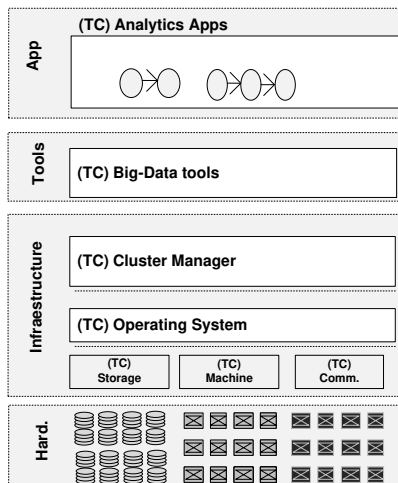 App
(TC) Analytics Apps
Tools
(TC) Big-Data tools
Infraestructure
(TC) Cluster Manager
(TC) Operating System
(TC)
Storage
(TC)
Machine
(TC)
Comm.
Hard.